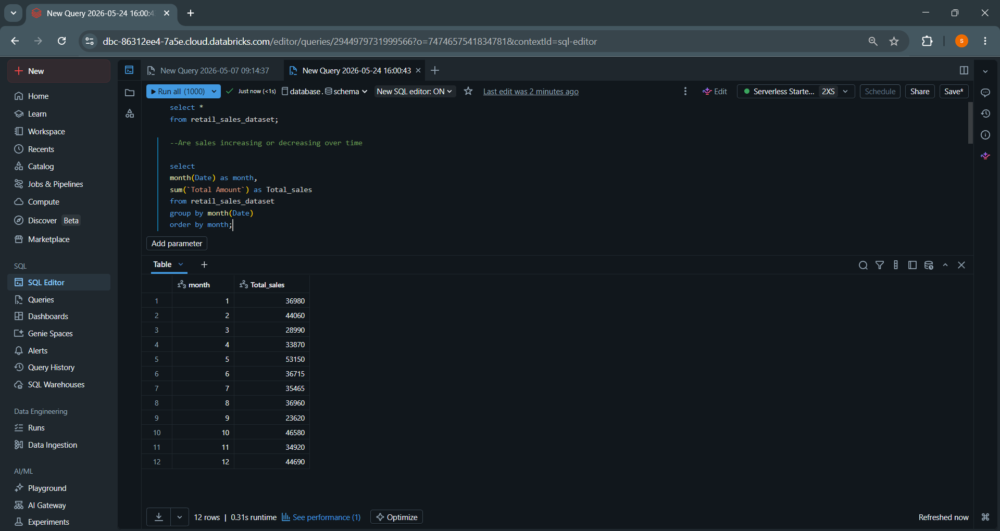 New Query 2026-05-24 16:00:4
dbc-86312ee4-7a5e.cloud.databricks.com/editor/queries/2944979731999566?o=7474657541834781&contextId=sql-editor
S
New
Home
Learn
Workspace
Recents
Catalog
Jobs & Pipelines
Compute
Discover Beta
Marketplace
SQL
SQL Editor
Queries
Dashboards
Genie Spaces
Alerts
Query History
SQL Warehouses
Data Engineering
Runs
Data Ingestion
AI/ML
Playground
AI Gateway
Experiments
New Query 2026-05-07 09:14:37
New Query 2026-05-24 16:00:43
Run all (1000) Just now (<1s) database. schema New SQL editor: ON Last edit was 2 minutes ago Edit Serverless Starte... 2XS Schedule Share Save*
select *
from retail_sales_dataset;
--Are sales increasing or decreasing over time
select
month(Date) as month,
sum(`Total Amount`) as Total_sales
from retail_sales_dataset
group by month(Date)
order by month;
Add parameter
Table
month Total_sales
1 1 36980
2 2 44060
3 3 28990
4 4 33870
5 5 53150
6 6 36715
7 7 35465
8 8 36960
9 9 23620
10 10 46580
11 11 34920
12 12 44690
12 rows | 0.31s runtime See performance (1) Optimize Refreshed now